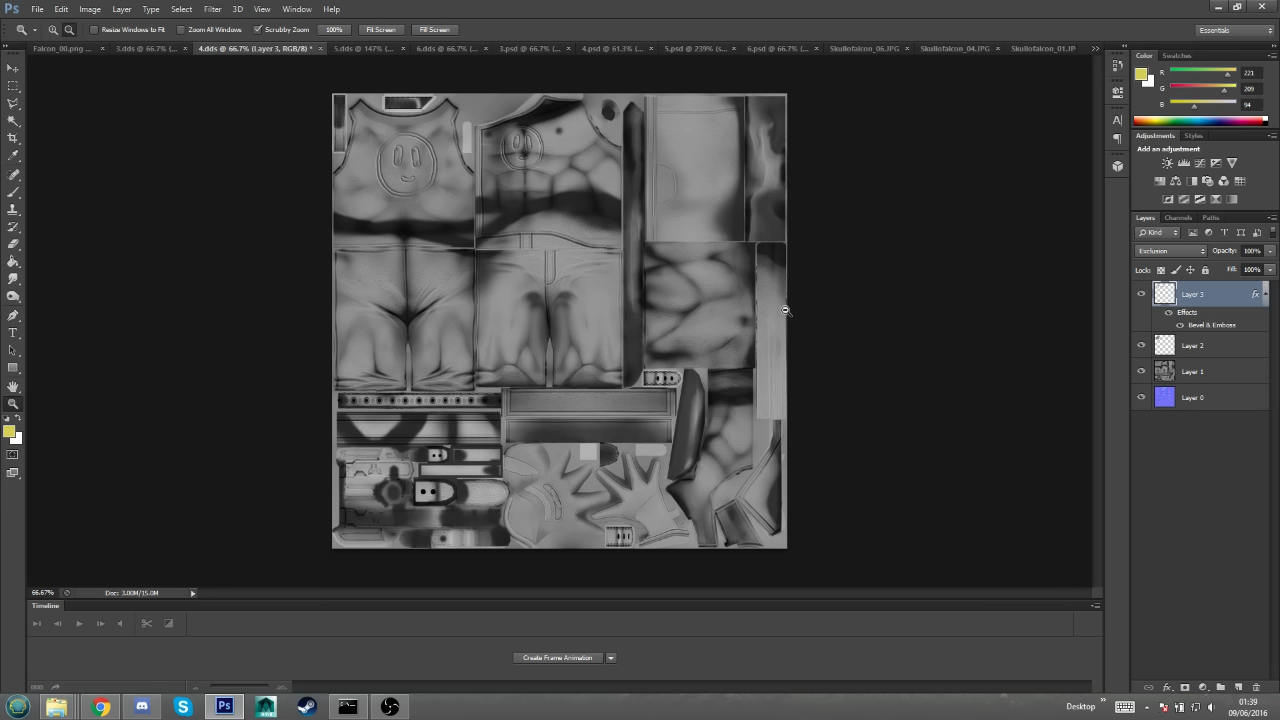 Ps File Edit Image Layer Type Select Filter 3D View Window Help
Resize Windows to Fit Zoom All Windows Scrubby Zoom 100% Fit Screen Fill Screen Essentials
Falcon_00.png ... × 3.dds @ 66.7% (... × 4.dds @ 66.7% (Layer 3, RGB/8) * × 5.dds @ 147% (... × 6.dds @ 66.7% (... × 3.psd @ 66.7% (... × 4.psd @ 61.3% (... × 5.psd @ 239% (s... × 6.psd @ 66.7% (... × Skullofalcon_06.JPG × Skullofalcon_04.JPG × Skullofalcon_01.JP
Color Swatches
R 221
G 209
B 94
Adjustments Styles
Add an adjustment
Layers Channels Paths
Kind
Exclusion Opacity: 100%
Lock: Fill: 100%
Layer 3 fx
Effects
Bevel & Emboss
Layer 2
Layer 1
Layer 0
66.67% Doc: 3.00M/15.0M
Timeline
Create Frame Animation
Desktop 01:39
09/06/2016